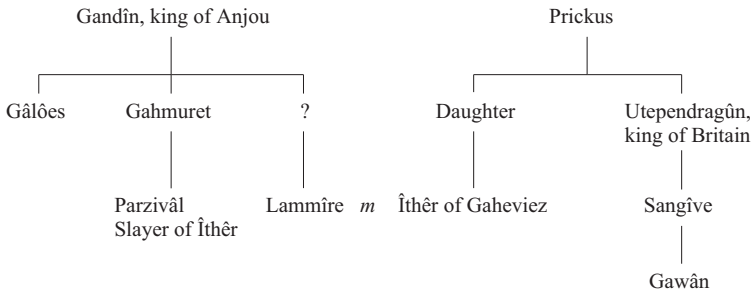 Gandîn, king of Anjou
Prickus
Gâlôes
Gahmuret
?
Daughter
Utependragûn,
king of Britain
Parzivâl
Slayer of Îthêr
Lammîre m Îthêr of Gaheviez
Sangîve
Gawân